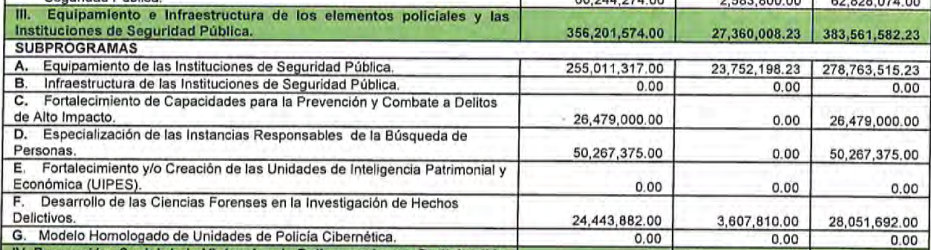 60,244,274.00 2,583,800.00 62,828,074.00
III. Equipamiento e Infraestructura de los elementos policiales y las
Instituciones de Seguridad Pública. 356,201,574.00 27,360,008.23 383,561,582.23
SUBPROGRAMAS
A. Equipamiento de las Instituciones de Seguridad Pública. 255,011,317.00 23,752,198.23 278,763,515.23
B. Infraestructura de las Instituciones de Seguridad Pública. 0.00 0.00 0.00
C. Fortalecimiento de Capacidades para la Prevención y Combate a Delitos
de Alto Impacto. 26,479,000.00 0.00 26,479,000.00
D. Especialización de las Instancias Responsables de la Búsqueda de
Personas. 50,267,375.00 0.00 50,267,375.00
E. Fortalecimiento y/o Creación de las Unidades de Inteligencia Patrimonial y
Económica (UIPES). 0.00 0.00 0.00
F. Desarrollo de las Ciencias Forenses en la Investigación de Hechos
Delictivos. 24,443,882.00 3,607,810.00 28,051,692.00
G. Modelo Homologado de Unidades de Policía Cibernética. 0.00 0.00 0.00